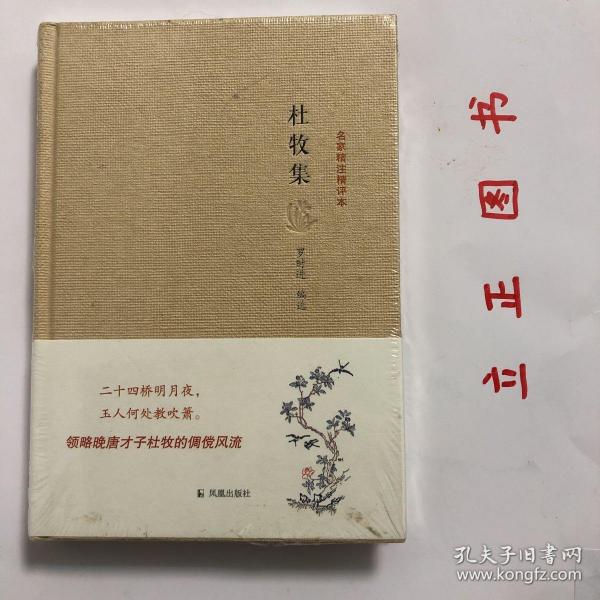 杜牧集
名家精注精评本
罗时进 编选
二十四桥明月夜，
玉人何处教吹箫。
领略晚唐才子杜牧的倜傥风流
凤凰出版社
立正图书
孔夫子旧书网
www.kongfz.com